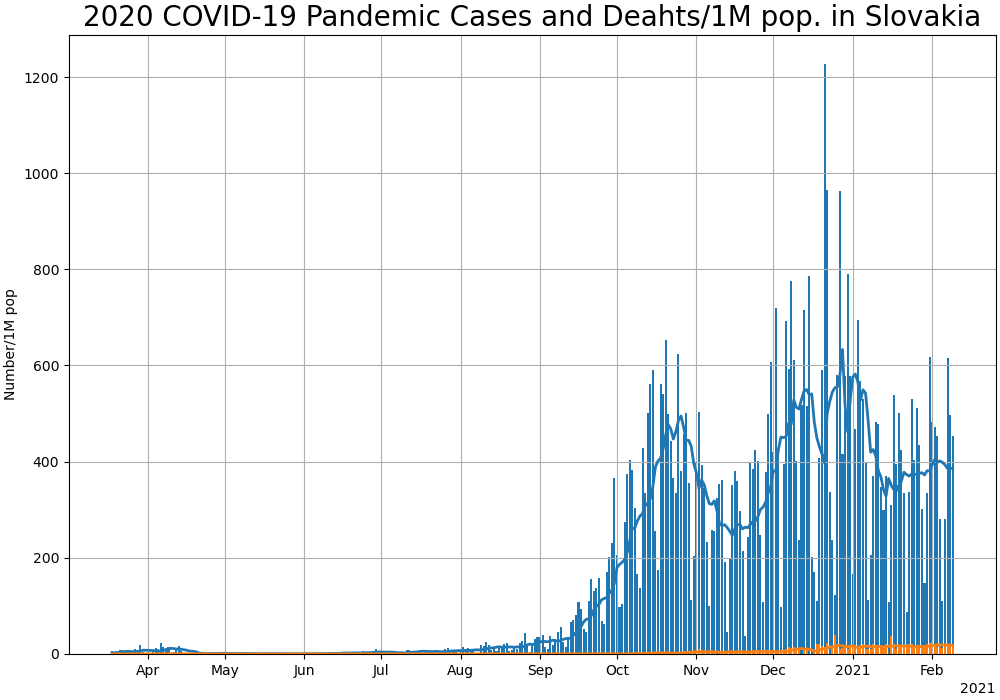 2020 COVID-19 Pandemic Cases and Deahts/1M pop. in Slovakia
1200
1000
800
600
400
200
0
Number/1M pop
Apr May Jun Jul Aug Sep Oct Nov Dec 2021 Feb
2021